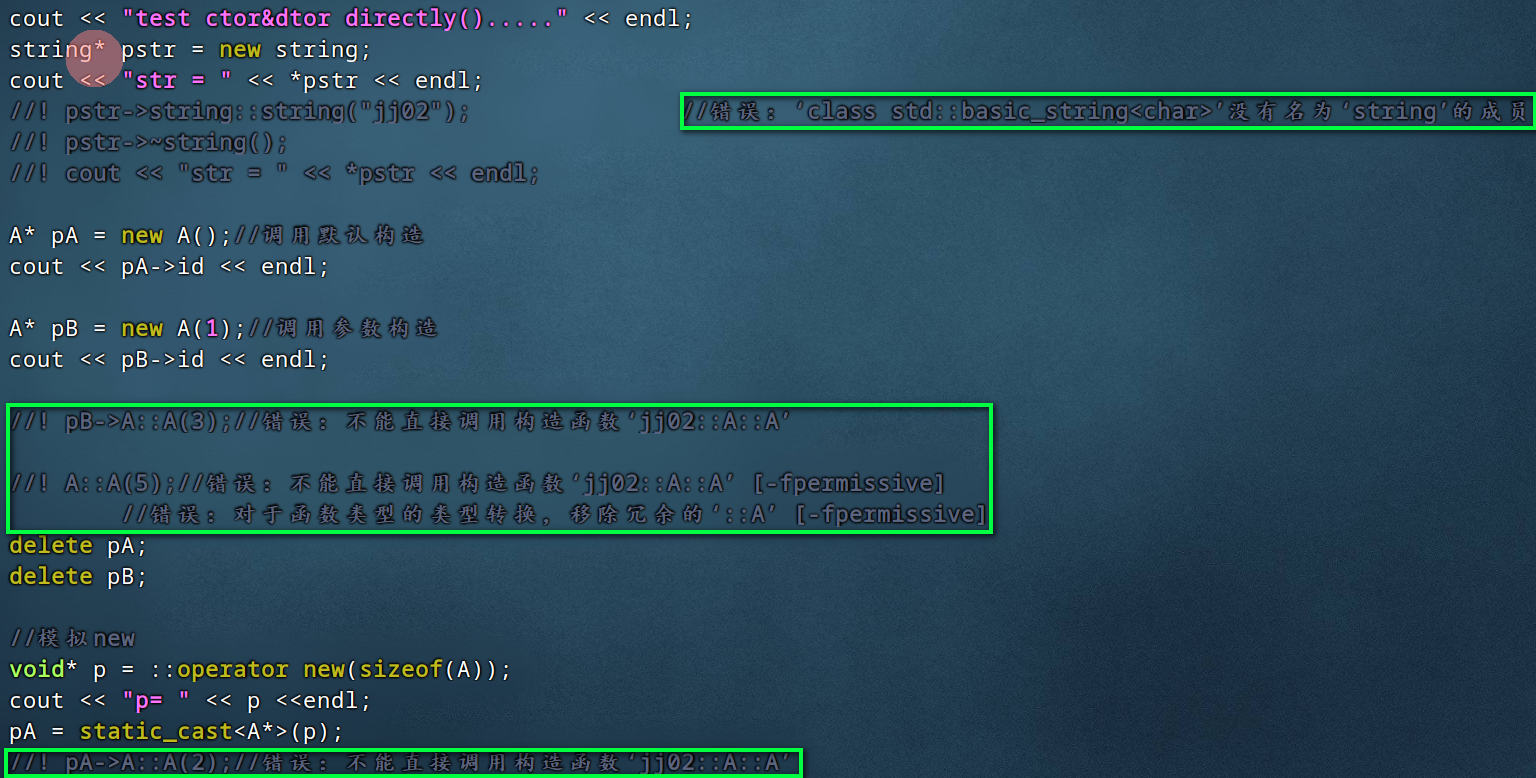 cout << "test ctor&dtor directly()....." << endl;
string* pstr = new string;
cout << "str = " << *pstr << endl;
//! pstr->string::string("jj02"); //错误: ‘class std::basic_string<char>’没有名为‘string’的成员
//! pstr->~string();
//! cout << "str = " << *pstr << endl;
A* pA = new A();//调用默认构造
cout << pA->id << endl;
A* pB = new A(1);//调用参数构造
cout << pB->id << endl;
//! pB->A::A(3);//错误: 不能直接调用构造函数‘jj02::A::A’
//! A::A(5);//错误: 不能直接调用构造函数‘jj02::A::A’ [-fpermissive]
//错误: 对于函数类型的类型转换, 移除冗余的‘::A’ [-fpermissive]
delete pA;
delete pB;
//模拟new
void* p = ::operator new(sizeof(A));
cout << "p= " << p <<endl;
pA = static_cast<A*>(p);
//! pA->A::A(2);//错误: 不能直接调用构造函数‘jj02::A::A’